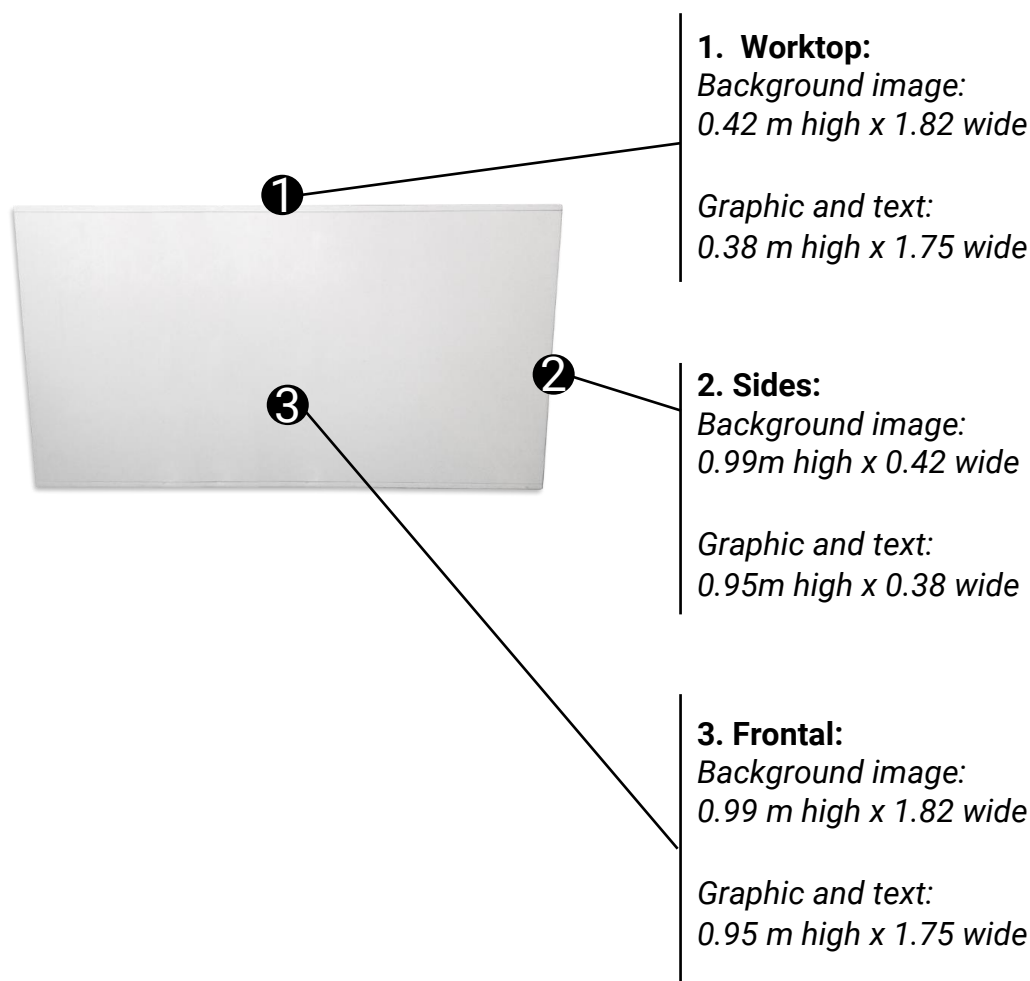 1. Worktop:
Background image:
0.42 m high x 1.82 wide
Graphic and text:
0.38 m high x 1.75 wide
1
2
3
2. Sides:
Background image:
0.99m high x 0.42 wide
Graphic and text:
0.95m high x 0.38 wide
3. Frontal:
Background image:
0.99 m high x 1.82 wide
Graphic and text:
0.95 m high x 1.75 wide